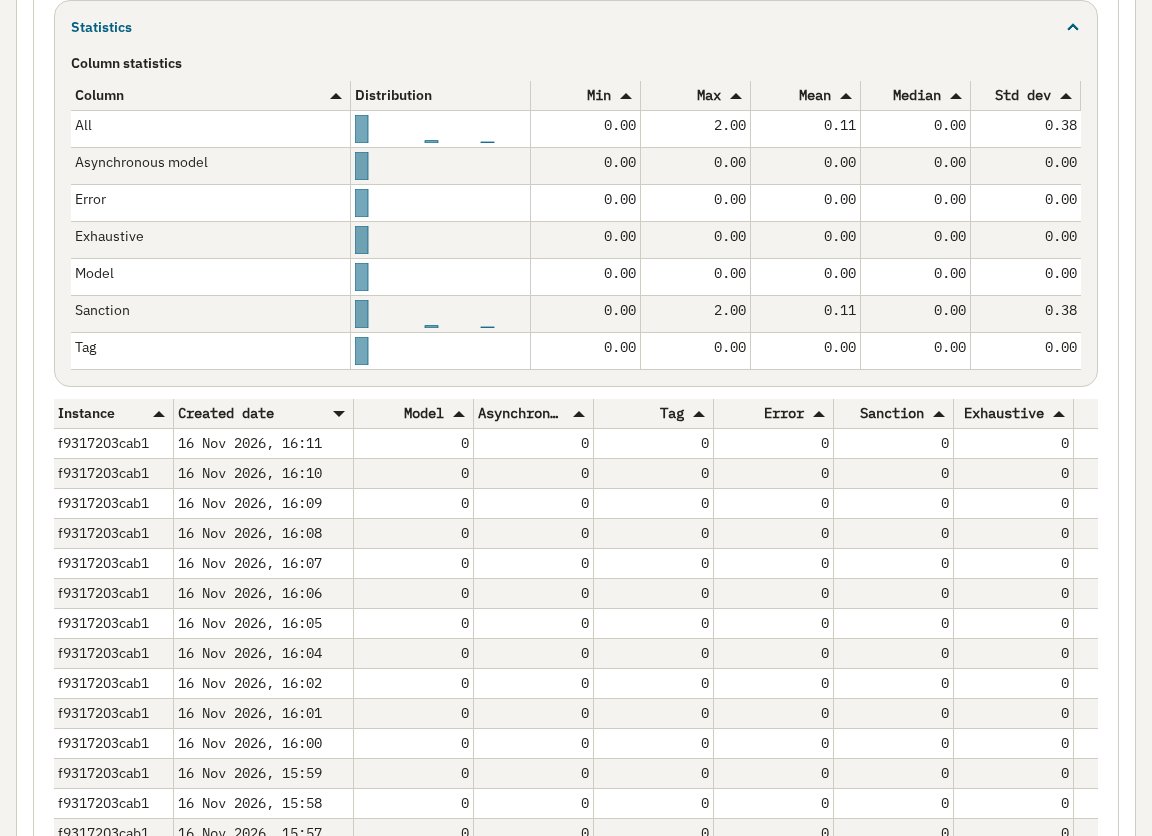 Statistics
Column statistics
Column Distribution Min Max Mean Median Std dev
All 0.00 2.00 0.11 0.00 0.38
Asynchronous model 0.00 0.00 0.00 0.00 0.00
Error 0.00 0.00 0.00 0.00 0.00
Exhaustive 0.00 0.00 0.00 0.00 0.00
Model 0.00 0.00 0.00 0.00 0.00
Sanction 0.00 2.00 0.11 0.00 0.38
Tag 0.00 0.00 0.00 0.00 0.00
Instance Created date Model Asynchron… Tag Error Sanction Exhaustive
f9317203cab1 16 Nov 2026, 16:11 0 0 0 0 0 0
f9317203cab1 16 Nov 2026, 16:10 0 0 0 0 0 0
f9317203cab1 16 Nov 2026, 16:09 0 0 0 0 0 0
f9317203cab1 16 Nov 2026, 16:08 0 0 0 0 0 0
f9317203cab1 16 Nov 2026, 16:07 0 0 0 0 0 0
f9317203cab1 16 Nov 2026, 16:06 0 0 0 0 0 0
f9317203cab1 16 Nov 2026, 16:05 0 0 0 0 0 0
f9317203cab1 16 Nov 2026, 16:04 0 0 0 0 0 0
f9317203cab1 16 Nov 2026, 16:02 0 0 0 0 0 0
f9317203cab1 16 Nov 2026, 16:01 0 0 0 0 0 0
f9317203cab1 16 Nov 2026, 16:00 0 0 0 0 0 0
f9317203cab1 16 Nov 2026, 15:59 0 0 0 0 0 0
f9317203cab1 16 Nov 2026, 15:58 0 0 0 0 0 0
f9317203cab1 16 Nov 2026, 15:57 0 0 0 0 0 0